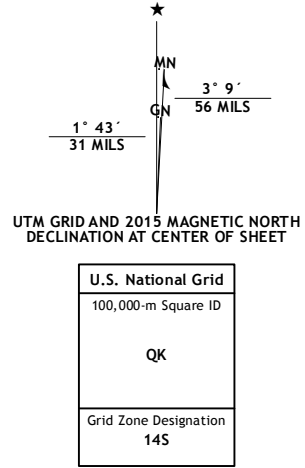 MN
3° 9´
56 MILS
GN
1° 43´
31 MILS
UTM GRID AND 2015 MAGNETIC NORTH
DECLINATION AT CENTER OF SHEET
U.S. National Grid
100,000-m Square ID
QK
Grid Zone Designation
14S